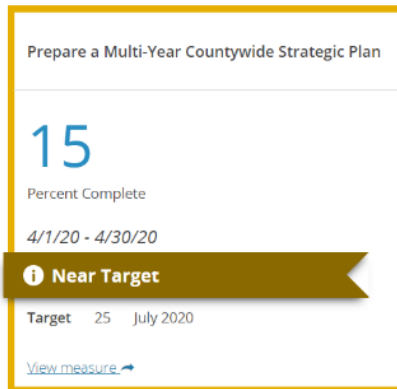 Prepare a Multi-Year Countywide Strategic Plan
15
Percent Complete
4/1/20 - 4/30/20
Near Target
Target 25 July 2020
View measure